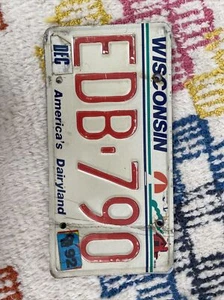 WISCONSIN
DEC
EDB-790
America's Dairyland